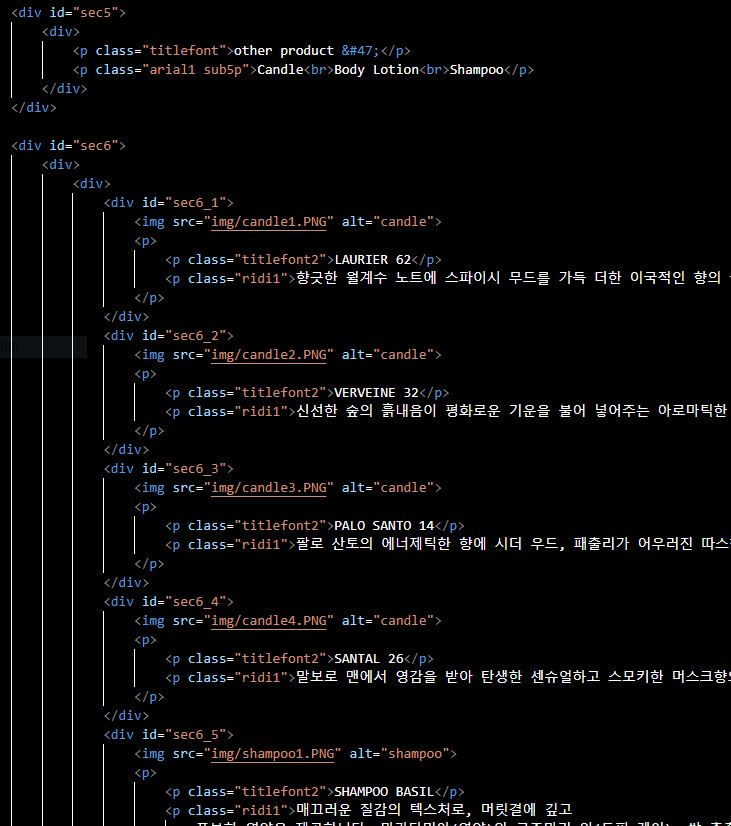 <div id="sec5">
<div>
<p class="titlefont">other product &#47;</p>
<p class="arial1 sub5p">Candle<br>Body Lotion<br>Shampoo</p>
</div>
</div>
<div id="sec6">
<div>
<div>
<div id="sec6_1">
<img src="img/candle1.PNG" alt="candle">
<p>
<p class="titlefont2">LAURIER 62</p>
<p class="ridi1">향긋한 월계수 노트에 스파이시 무드를 가득 더한 이국적인 향의
</p>
</div>
<div id="sec6_2">
<img src="img/candle2.PNG" alt="candle">
<p>
<p class="titlefont2">VERVEINE 32</p>
<p class="ridi1">신선한 숲의 흙내음이 평화로운 기운을 불어 넣어주는 아로마틱한
</p>
</div>
<div id="sec6_3">
<img src="img/candle3.PNG" alt="candle">
<p>
<p class="titlefont2">PALO SANTO 14</p>
<p class="ridi1">팔로 산토의 에너제틱한 향에 시더 우드, 패출리가 어우러진
</p>
</div>
<div id="sec6_4">
<img src="img/candle4.PNG" alt="candle">
<p>
<p class="titlefont2">SANTAL 26</p>
<p class="ridi1">말보로 맨에서 영감을 받아 탄생한 센슈얼하고 스모키한
</p>
</div>
<div id="sec6_5">
<img src="img/shampoo1.PNG" alt="shampoo">
<p>
<p class="titlefont2">SHAMPOO BASIL</p>
<p class="ridi1">매끄러운 질감의 텍스처로, 머릿결에 깊고